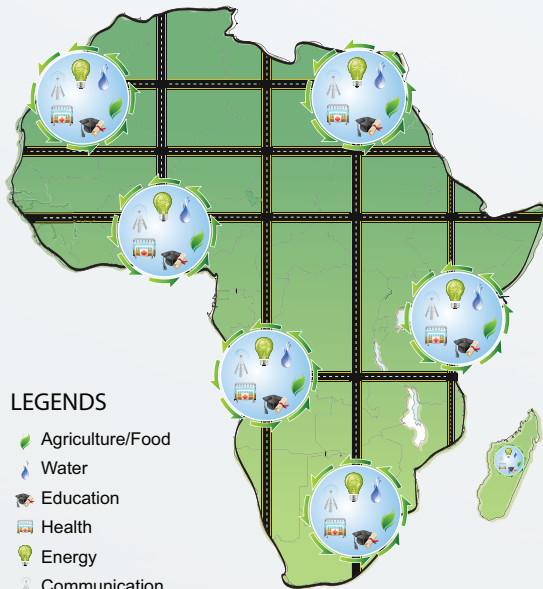 LEGENDS
Agriculture/Food
Water
Education
Health
Energy
Communication